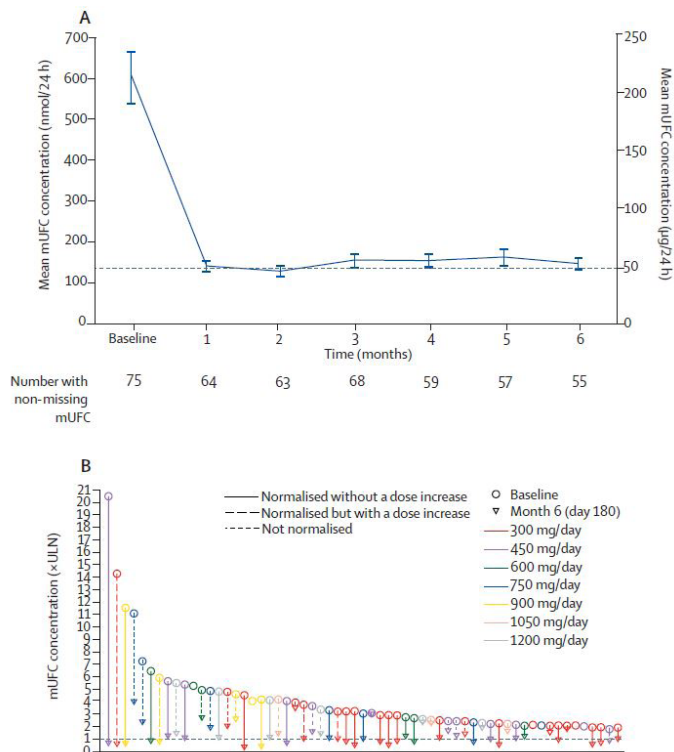 A
700
600
500
400
300
200
100
0
Mean mUFC concentration (nmol/24 h)
250
200
150
100
50
0
Mean mUFC concentration (µg/24 h)
Baseline 1 2 3 4 5 6
Time (months)
Number with 75 64 63 68 59 57 55
non-missing
mUFC
B
21
20
19
18
17
16
15
14
13
12
11
10
9
8
7
6
5
4
3
2
1
0
mUFC concentration (×ULN)
Normalised without a dose increase
Normalised but with a dose increase
Not normalised
Baseline
Month 6 (day 180)
300 mg/day
450 mg/day
600 mg/day
750 mg/day
900 mg/day
1050 mg/day
1200 mg/day